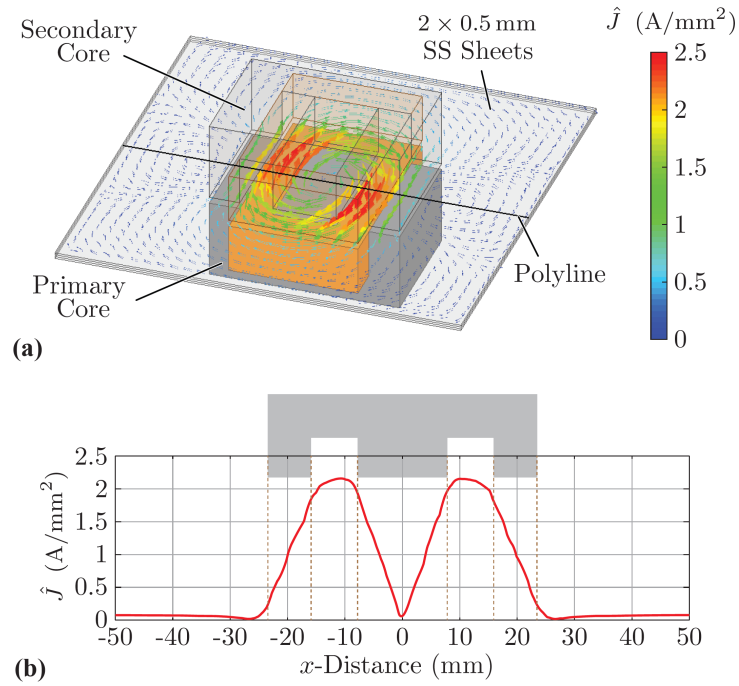 Secondary
Core
2 × 0.5 mm
SS Sheets
Ĵ (A/mm²)
2.5
2
1.5
1
0.5
0
Polyline
Primary
Core
(a)
2.5
2
1.5
1
0.5
0
Ĵ (A/mm²)
-50 -40 -30 -20 -10 0 10 20 30 40 50
x-Distance (mm)
(b)